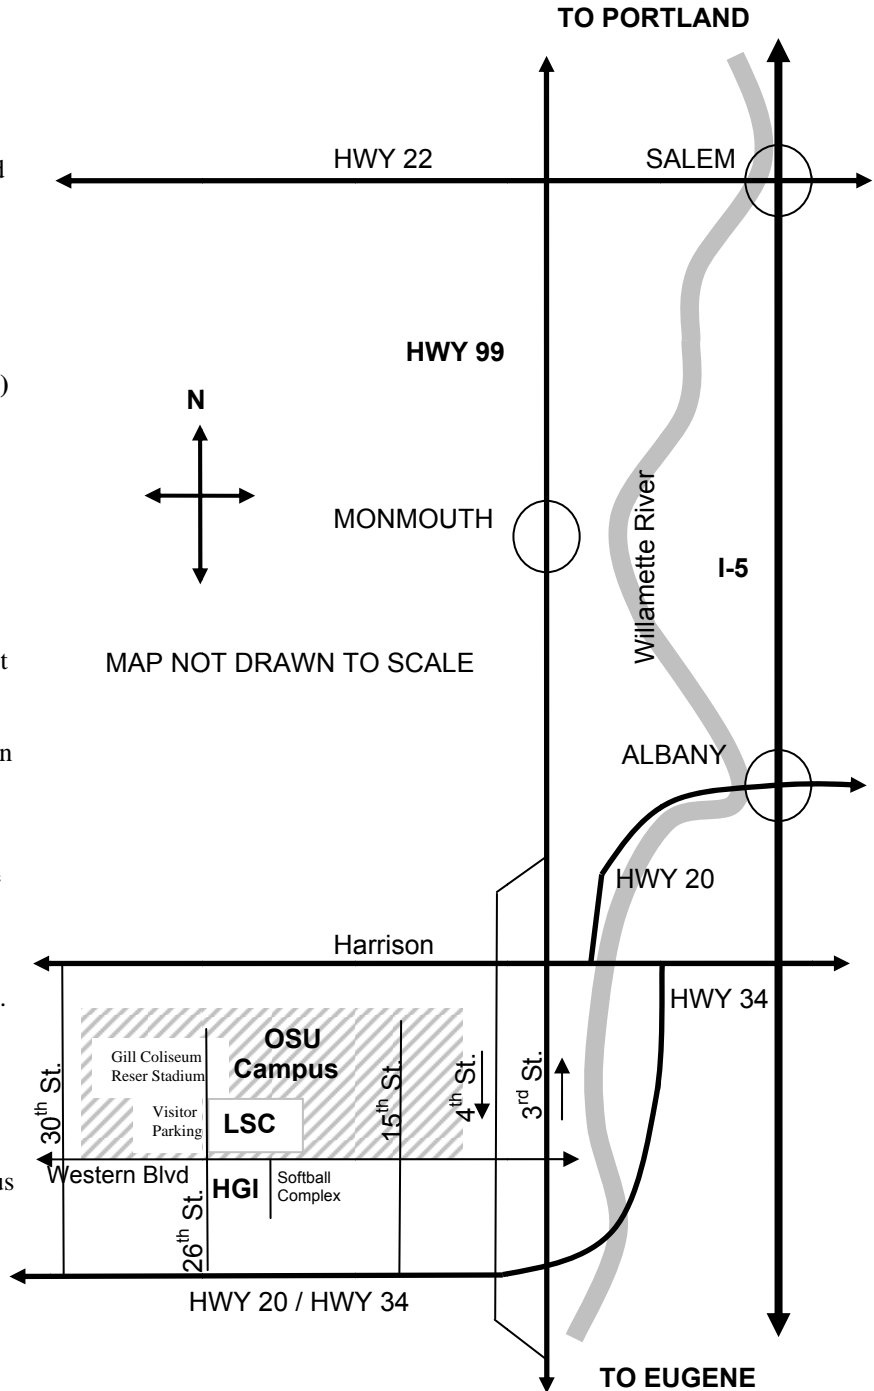 TO PORTLAND
d
HWY 22
SALEM
HWY 99
)
N
MONMOUTH
Willamette River
I-5
t
MAP NOT DRAWN TO SCALE
n
ALBANY
HWY 20
Harrison
.
HWY 34
OSU
Campus
Gill Coliseum
Reser Stadium
30th St.
15th St.
4th St.
3rd St.
Visitor
Parking
LSC
us
Western Blvd
HGI
Softball
Complex
26th St.
HWY 20 / HWY 34
TO EUGENE